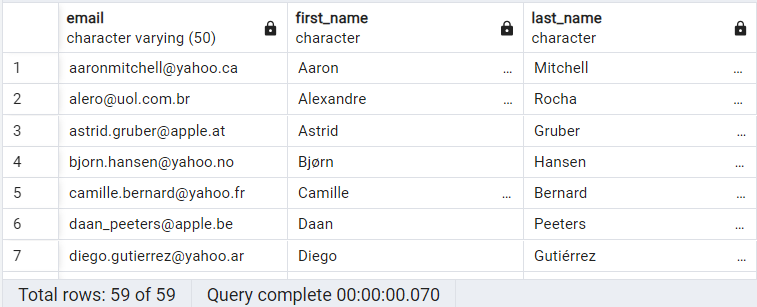 email first_name last_name
character varying (50) character character
1 aaronmitchell@yahoo.ca Aaron ... Mitchell ...
2 alero@uol.com.br Alexandre ... Rocha ...
3 astrid.gruber@apple.at Astrid Gruber ...
4 bjorn.hansen@yahoo.no Bjørn Hansen ...
5 camille.bernard@yahoo.fr Camille ... Bernard ...
6 daan_peeters@apple.be Daan Peeters ...
7 diego.gutierrez@yahoo.ar Diego Gutiérrez ...
Total rows: 59 of 59 Query complete 00:00:00.070